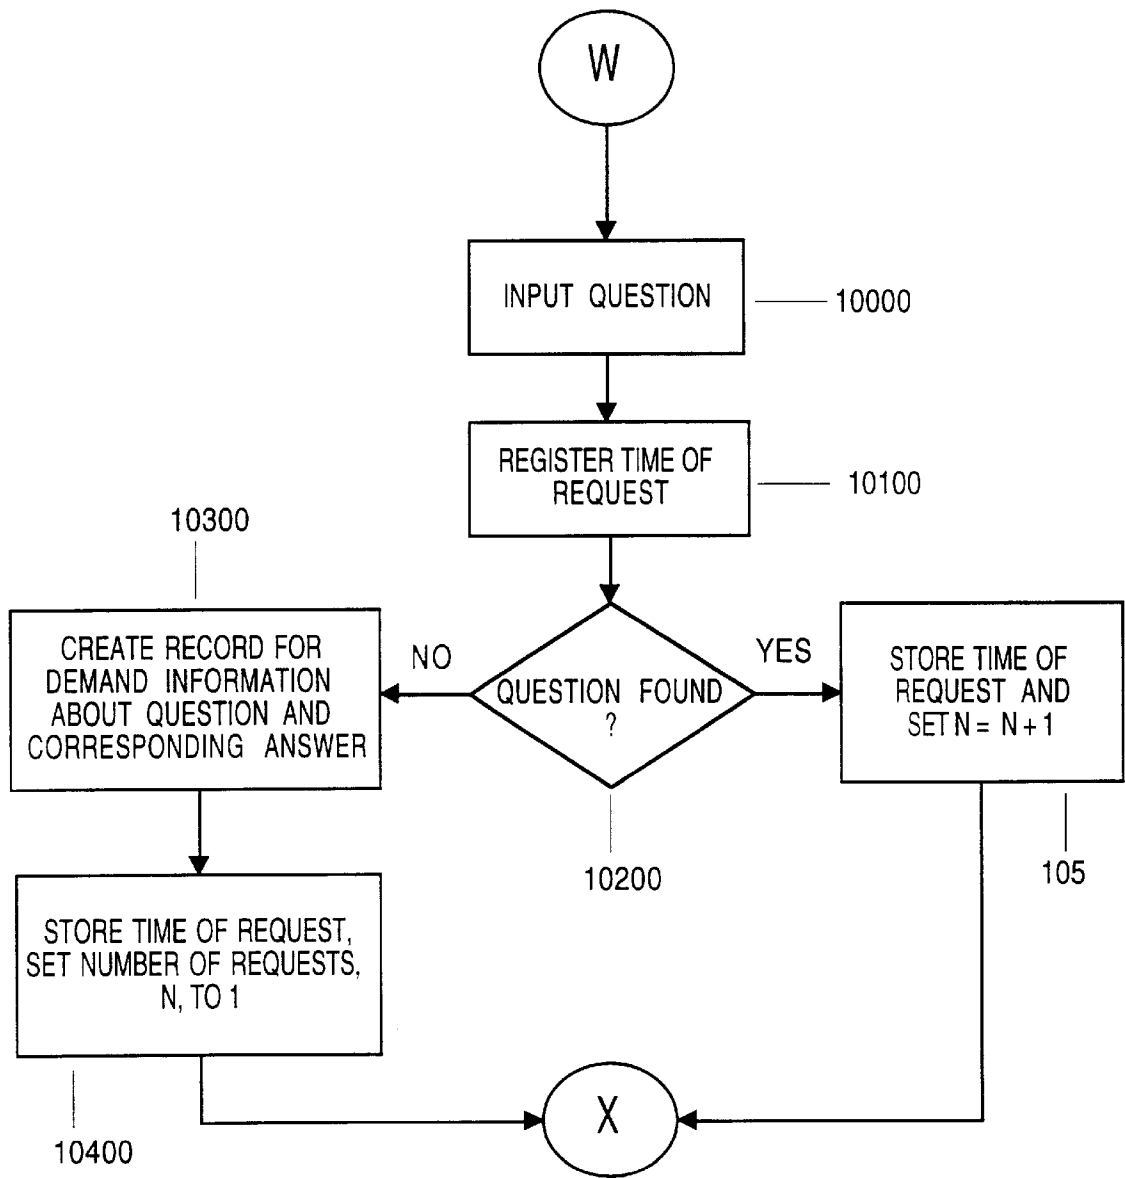 W
INPUT QUESTION
10000
REGISTER TIME OF
REQUEST
10100
10300
CREATE RECORD FOR
DEMAND INFORMATION
ABOUT QUESTION AND
CORRESPONDING ANSWER
NO
QUESTION FOUND
?
YES
STORE TIME OF
REQUEST AND
SET N = N + 1
10200
105
STORE TIME OF REQUEST,
SET NUMBER OF REQUESTS,
N, TO 1
10400
X